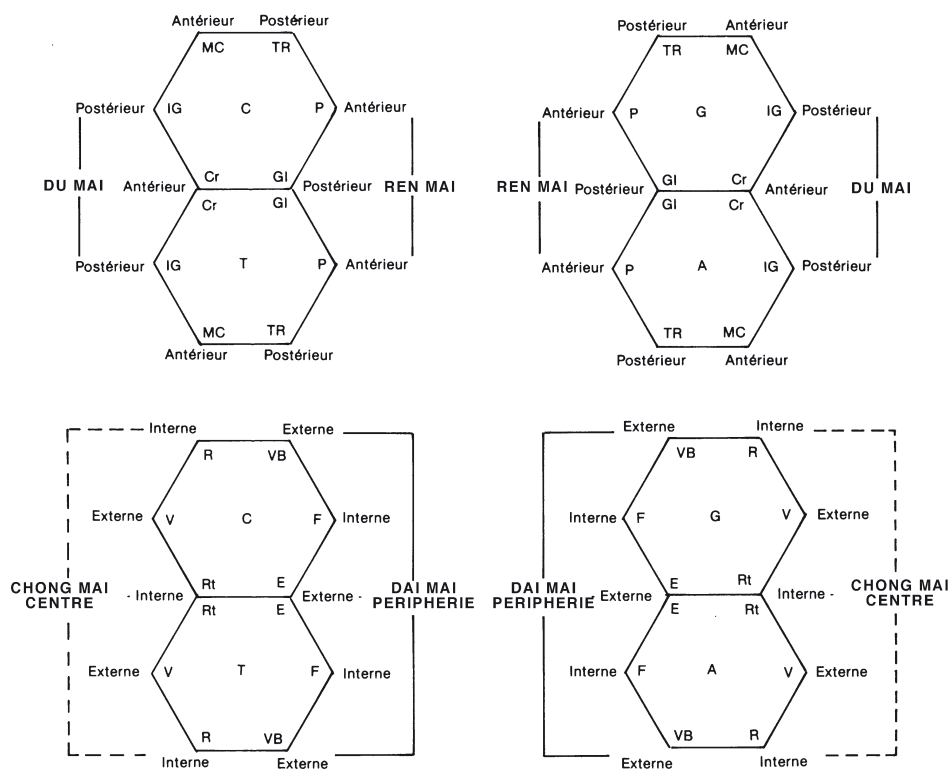 Antérieur Postérieur
MC TR
Postérieur IG C P Antérieur
DU MAI Antérieur Cr GI Postérieur REN MAI
Cr GI
Postérieur IG T P Antérieur
MC TR
Antérieur Postérieur
Postérieur Antérieur
TR MC
Antérieur P G IG Postérieur
REN MAI Postérieur GI Cr Antérieur DU MAI
GI Cr
Antérieur P A IG Postérieur
TR MC
Postérieur Antérieur
Interne Externe
R VB
Externe V C F Interne
CHONG MAI CENTRE Interne Rt E Externe DAI MAI PERIPHERIE
Rt E
Externe V T F Interne
R VB
Interne Externe
Externe Interne
VB R
Interne F G V Externe
DAI MAI PERIPHERIE Externe E Rt Interne CHONG MAI CENTRE
E Rt
Interne F A V Externe
VB R
Externe Interne